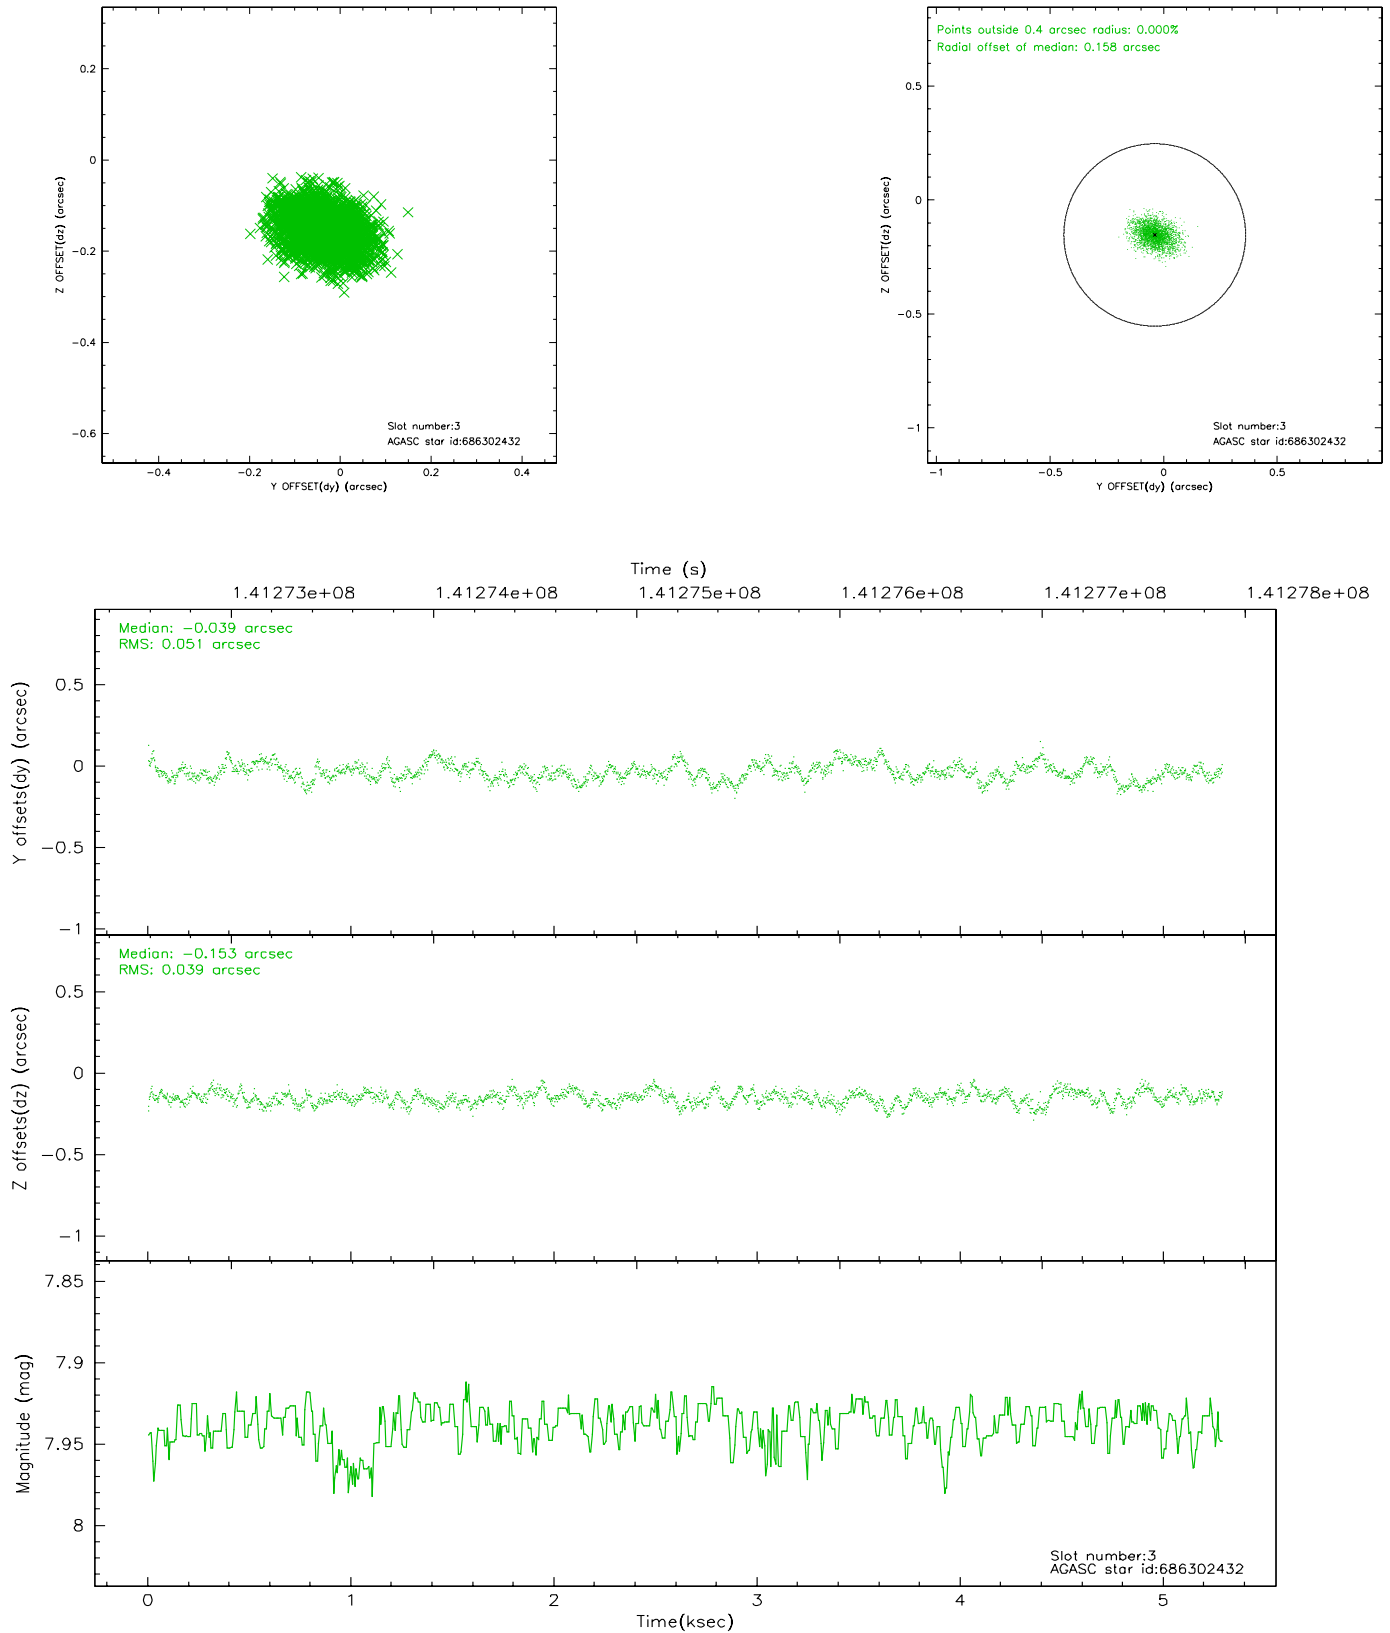 0.2
0
−0.2
−0.4
−0.6
Z OFFSET(dz) (arcsec)
Slot number:3
AGASC star id:686302432
−0.4 −0.2 0 0.2 0.4
Y OFFSET(dy) (arcsec)
Points outside 0.4 arcsec radius: 0.000%
Radial offset of median: 0.158 arcsec
0.5
0
−0.5
−1
Z OFFSET(dz) (arcsec)
Slot number:3
AGASC star id:686302432
−1 −0.5 0 0.5
Y OFFSET(dy) (arcsec)
Time (s)
1.41273e+08 1.41274e+08 1.41275e+08 1.41276e+08 1.41277e+08 1.41278e+08
Median: −0.039 arcsec
RMS: 0.051 arcsec
0.5
0
−0.5
−1
Y offsets(dy) (arcsec)
Median: −0.153 arcsec
RMS: 0.039 arcsec
0.5
0
−0.5
−1
Z offsets(dz) (arcsec)
7.85
7.9
7.95
8
Magnitude (mag)
Slot number:3
AGASC star id:686302432
0 1 2 3 4 5
Time(ksec)